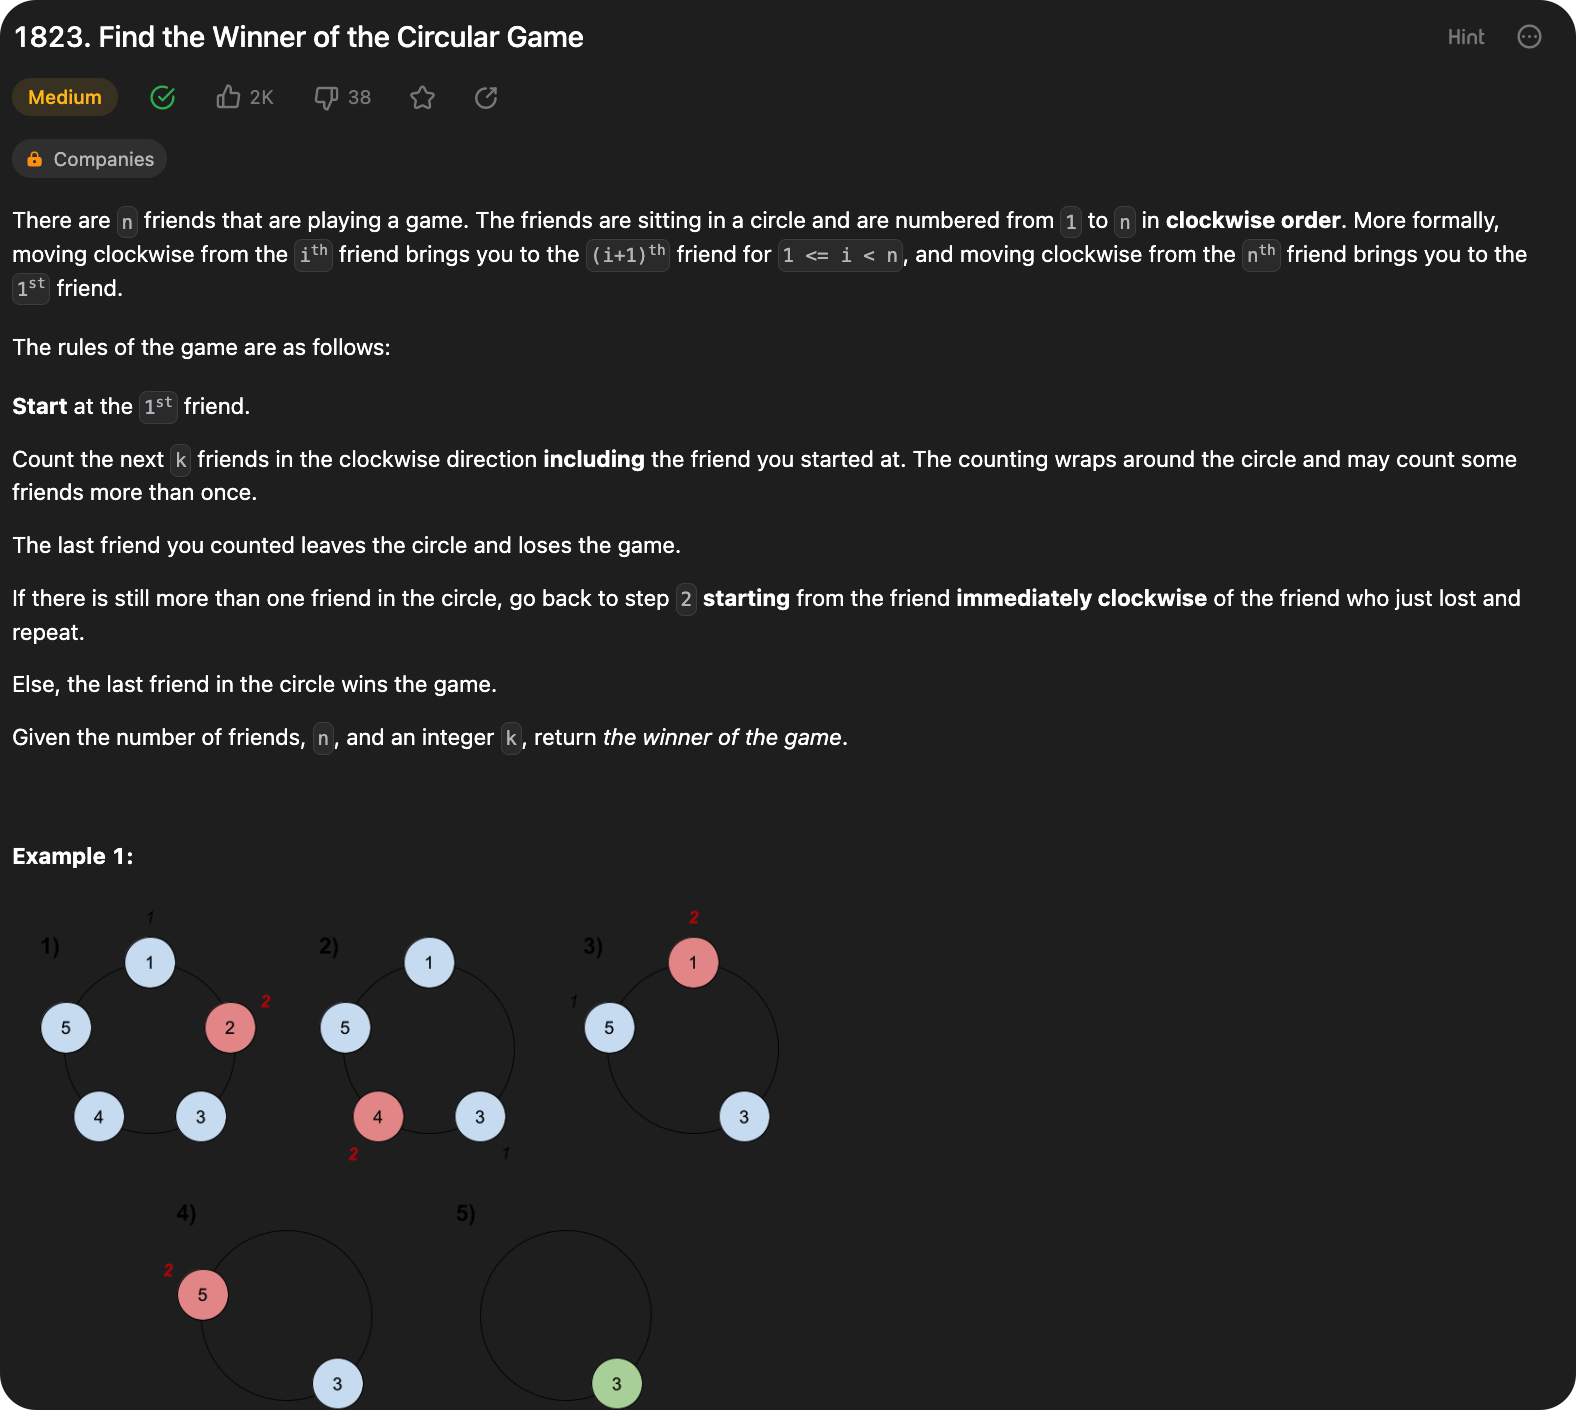 1823. Find the Winner of the Circular Game
Hint
Medium 2K 38
Companies
There are n friends that are playing a game. The friends are sitting in a circle and are numbered from 1 to n in clockwise order. More formally,
moving clockwise from the iᵗʰ friend brings you to the (i+1)ᵗʰ friend for 1 <= i < n, and moving clockwise from the nᵗʰ friend brings you to the
1ˢᵗ friend.
The rules of the game are as follows:
Start at the 1ˢᵗ friend.
Count the next k friends in the clockwise direction including the friend you started at. The counting wraps around the circle and may count some
friends more than once.
The last friend you counted leaves the circle and loses the game.
If there is still more than one friend in the circle, go back to step 2 starting from the friend immediately clockwise of the friend who just lost and
repeat.
Else, the last friend in the circle wins the game.
Given the number of friends, n, and an integer k, return the winner of the game.
Example 1:
1)
1
1
5
2
2
4
3
2)
1
5
4
2
3
1
3)
2
1
1
5
3
4)
2
5
3
5)
3